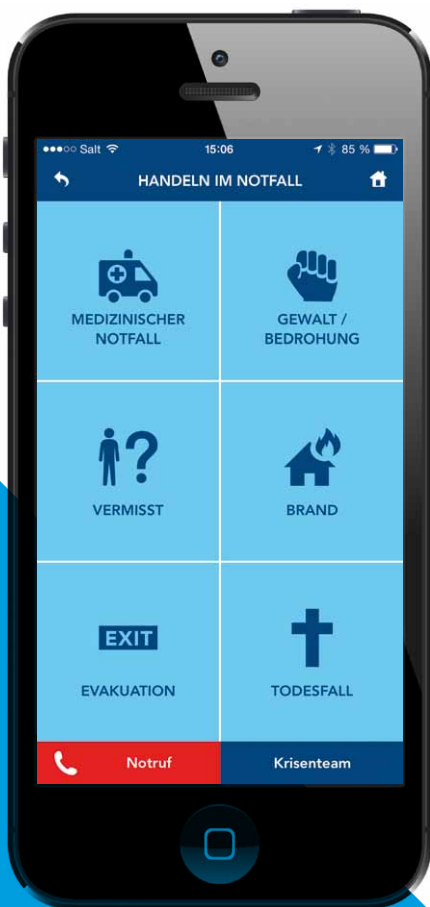 Salt 15:06 85 %
HANDELN IM NOTFALL
MEDIZINISCHER
NOTFALL
GEWALT /
BEDROHUNG
VERMISST
?
BRAND
EXIT
EVAKUATION
TODESFALL
Notruf
Krisenteam